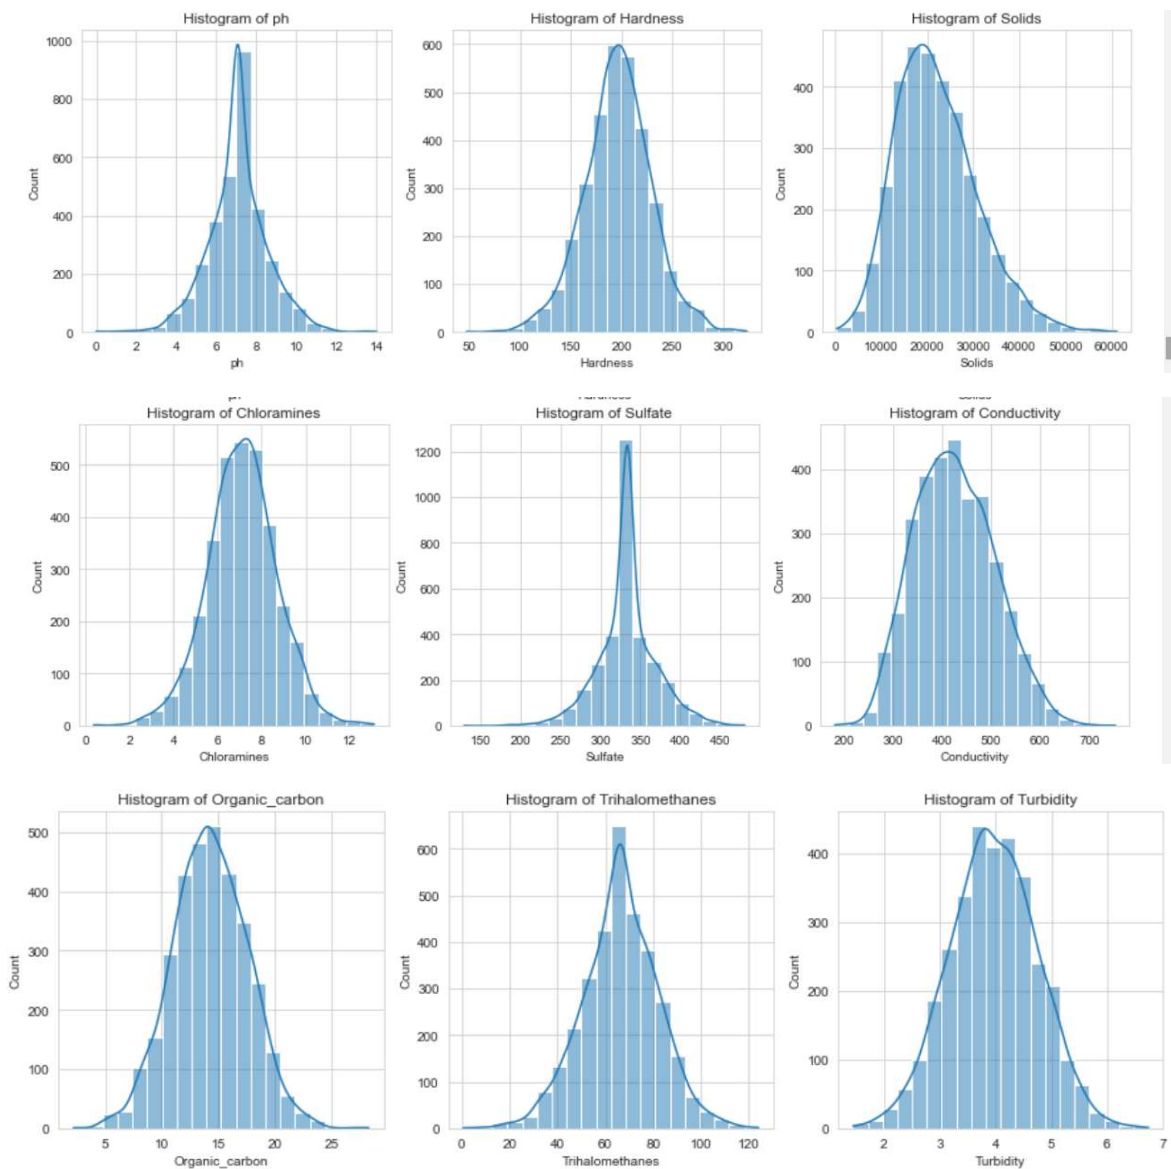 Histogram of ph
Histogram of Hardness
Histogram of Solids
Count
1000
800
600
400
200
0
0 2 4 6 8 10 12 14
ph
Count
600
500
400
300
200
100
0
50 100 150 200 250 300
Hardness
Count
400
300
200
100
0
0 10000 20000 30000 40000 50000 60000
Solids
Histogram of Chloramines
Histogram of Sulfate
Histogram of Conductivity
Count
500
400
300
200
100
0
0 2 4 6 8 10 12
Chloramines
Count
1200
1000
800
600
400
200
0
150 200 250 300 350 400 450
Sulfate
Count
400
300
200
100
0
200 300 400 500 600 700
Conductivity
Histogram of Organic_carbon
Histogram of Trihalomethanes
Histogram of Turbidity
Count
500
400
300
200
100
0
5 10 15 20 25
Organic_carbon
Count
600
500
400
300
200
100
0
0 20 40 60 80 100 120
Trihalomethanes
Count
400
300
200
100
0
2 3 4 5 6 7
Turbidity